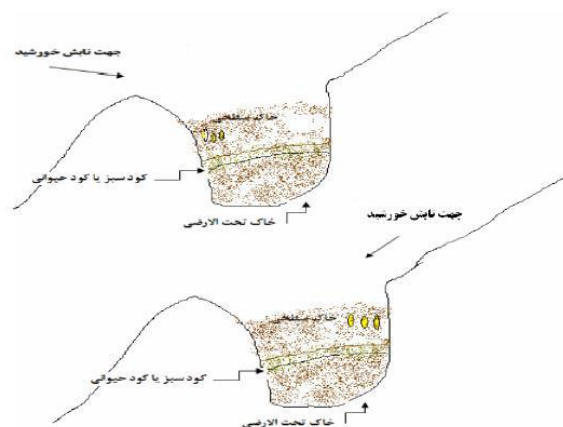 جهت تابش خورشید
خاک سطحی
کود سبز یا کود حیوانی
خاک تحت الارضی
جهت تابش خورشید
خاک سطحی
کود سبز یا کود حیوانی
خاک تحت الارضی